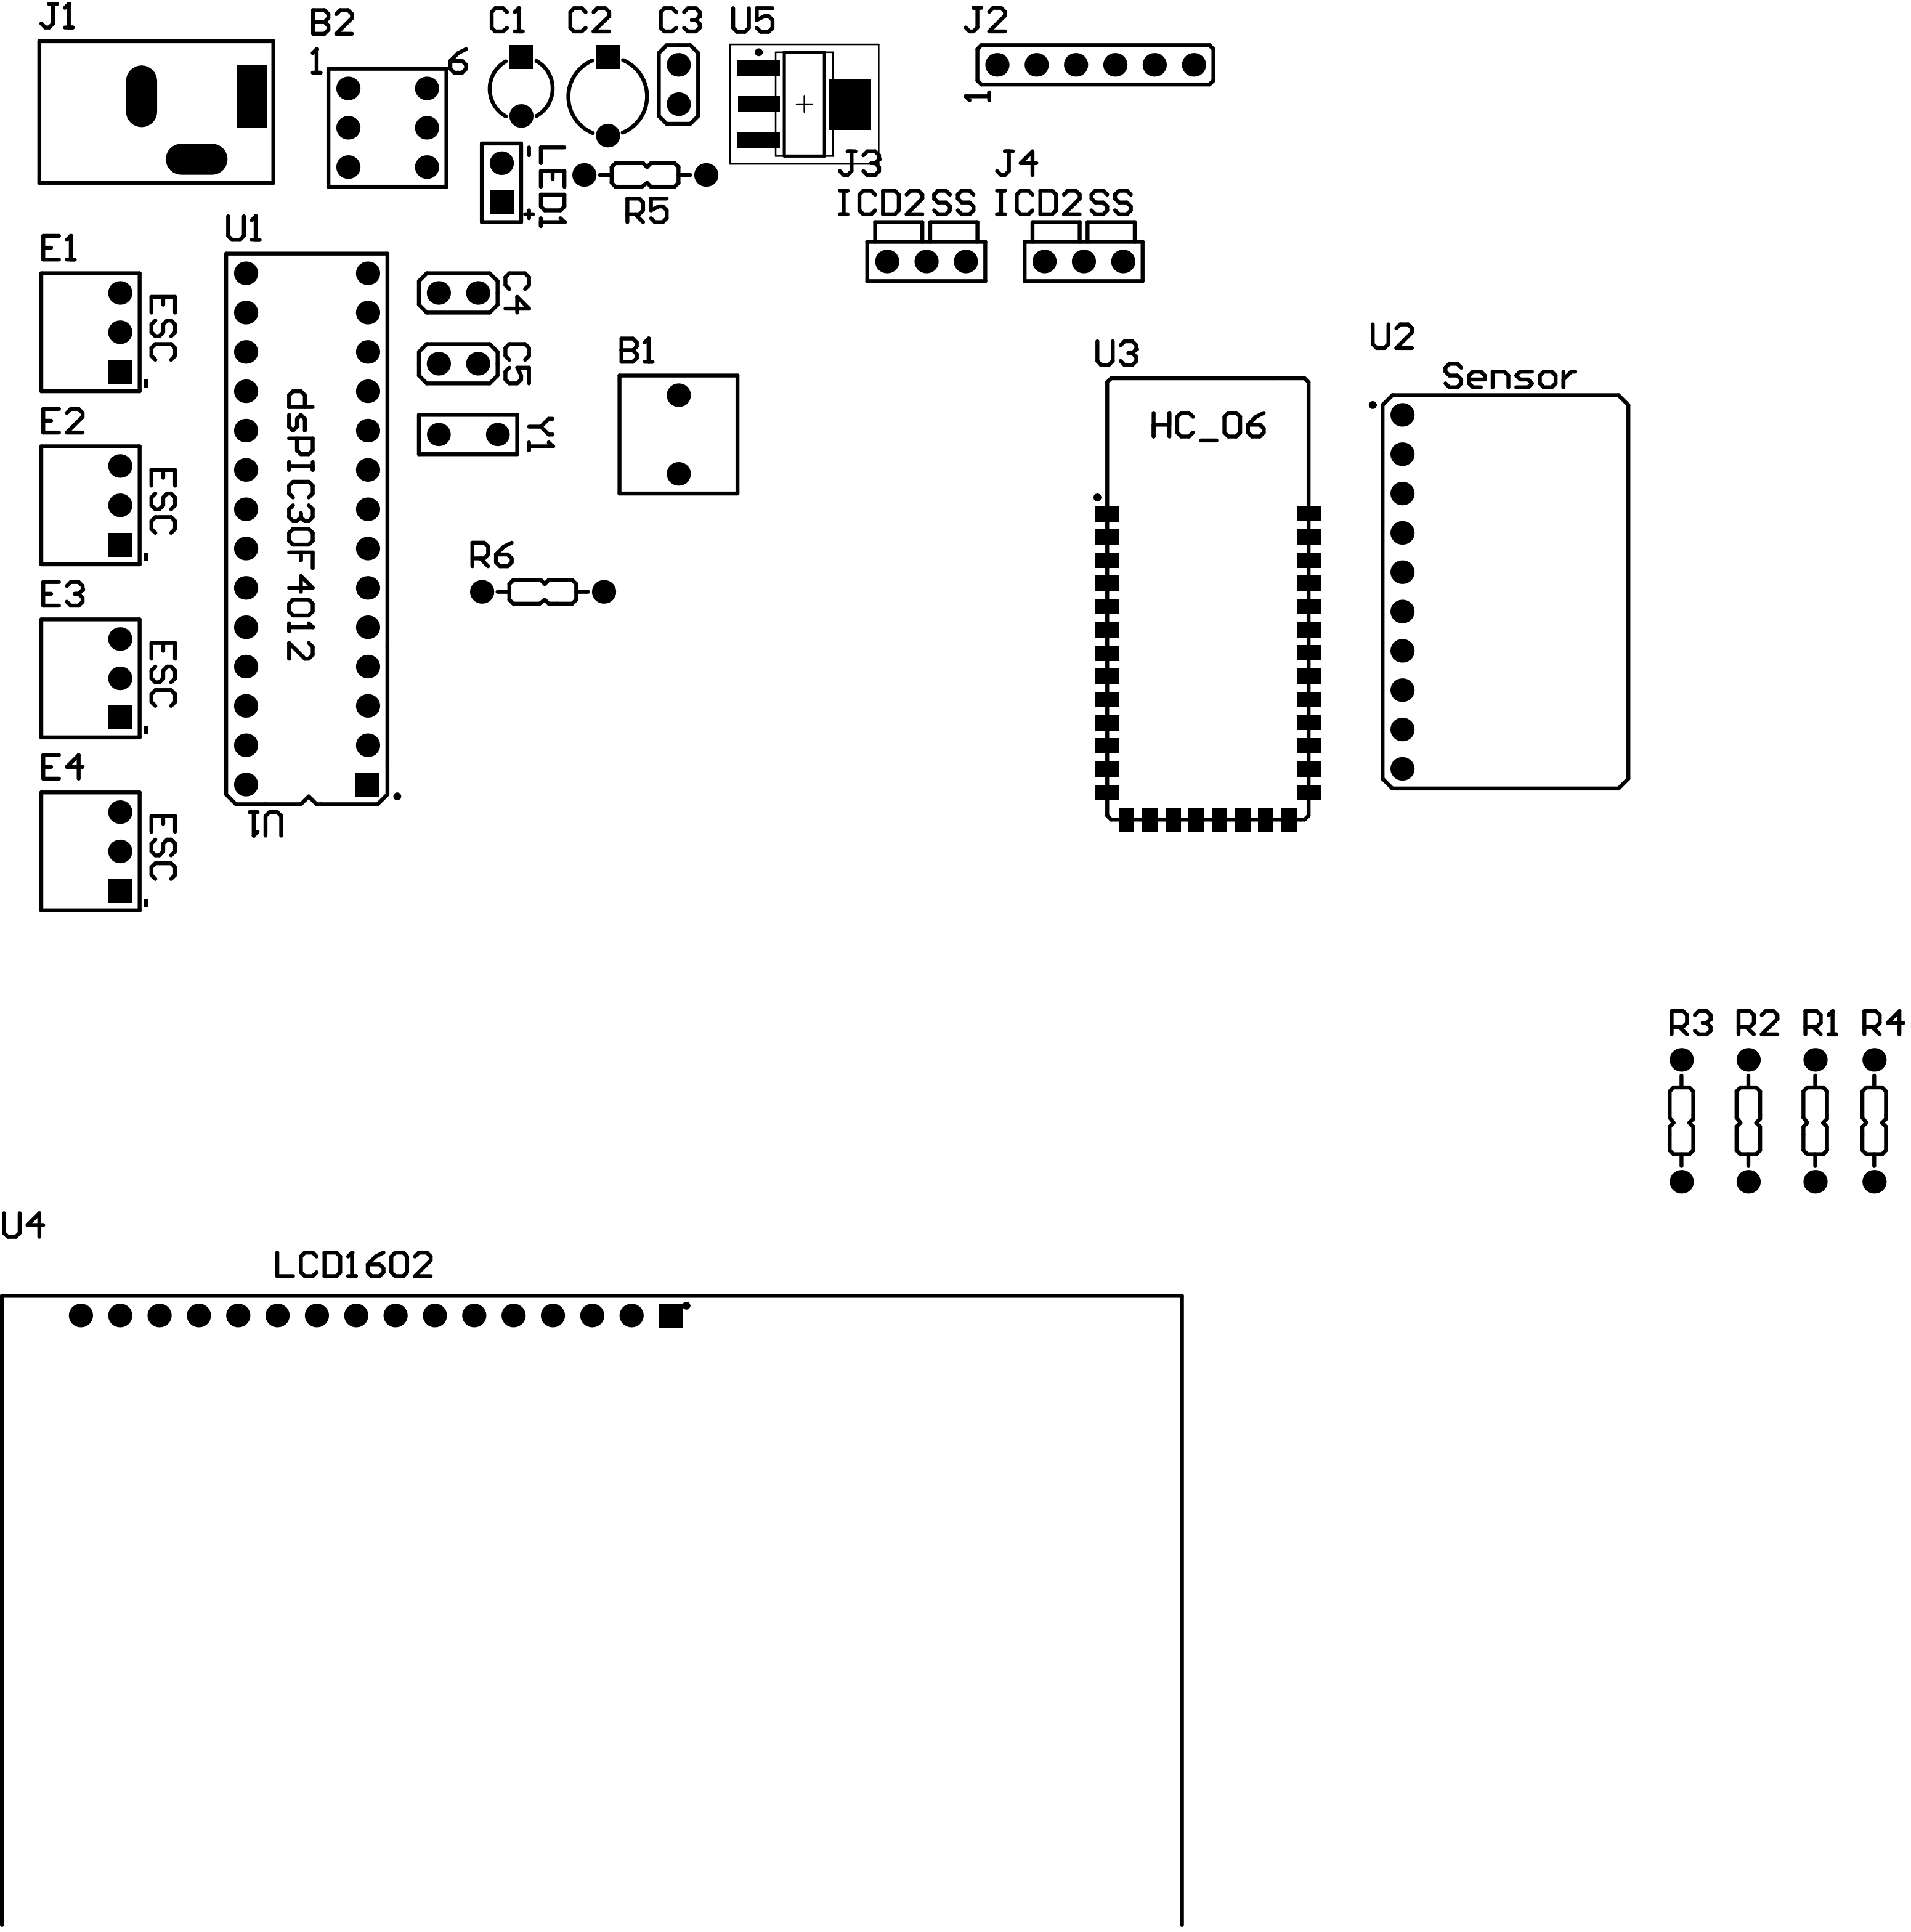 J1
B2
C1
C2
C3
U5
J2
1
6
1
LED1
- +
R5
J3
J4
ICD2SS
ICD2SS
U1
E1
ESC
C4
C5
B1
U3
U2
Sensor
HC_06
E2
ESC
dspIC30F4012
Y1
R6
E3
ESC
E4
ESC
U1
R3
R2
R1
R4
U4
LCD1602